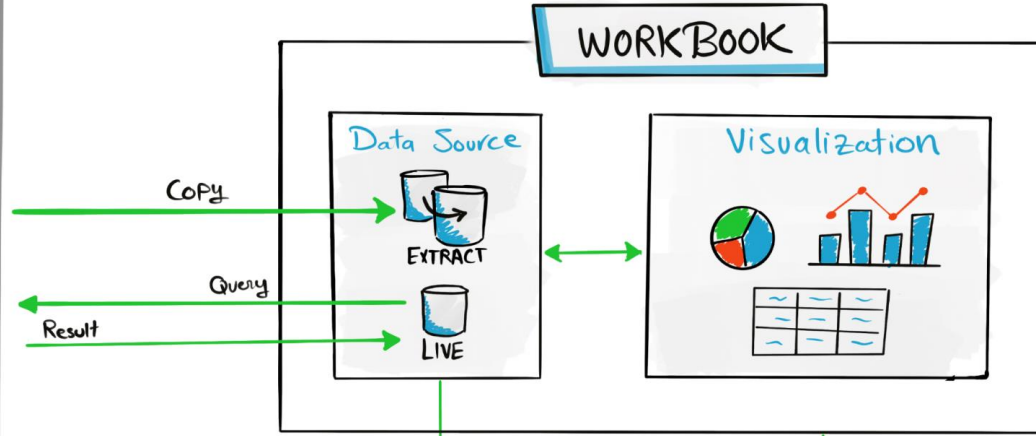 WORKBOOK
Data Source
Visualization
Copy
EXTRACT
Query
Result
LIVE